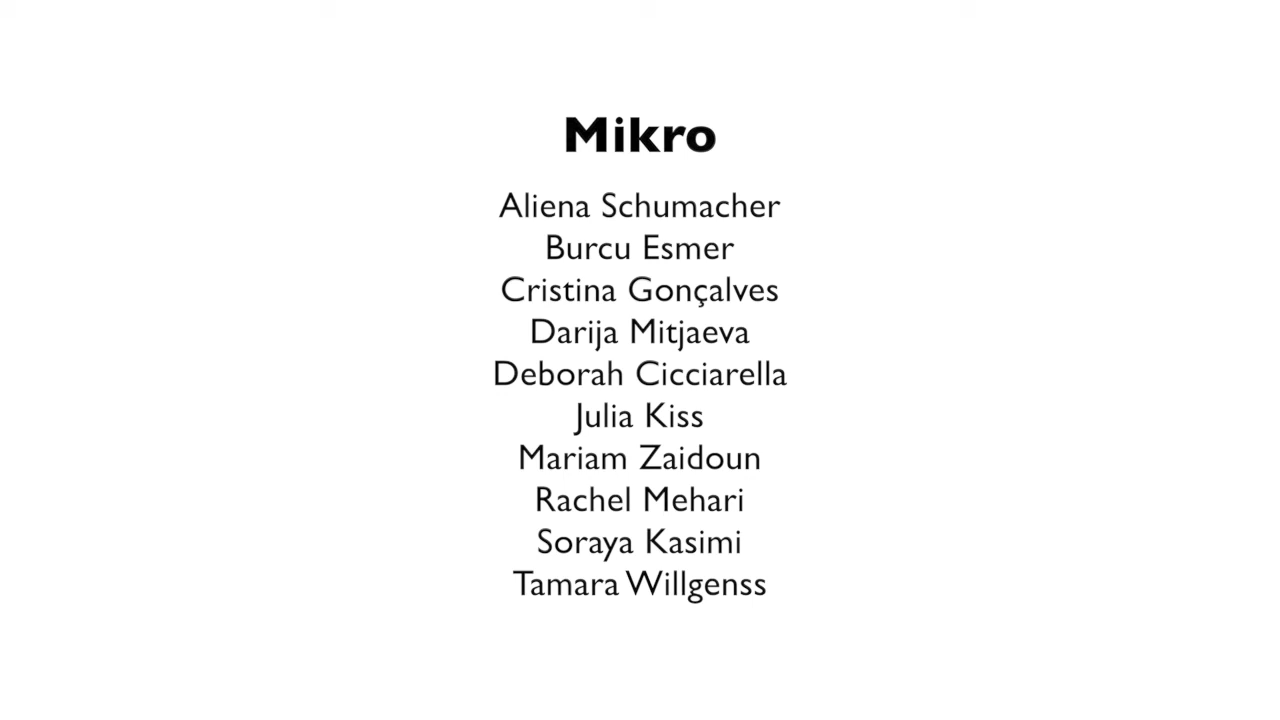 Mikro
Aliena Schumacher
Burcu Esmer
Cristina Gonçalves
Darija Mitjaeva
Deborah Cicciarella
Julia Kiss
Mariam Zaidoun
Rachel Mehari
Soraya Kasimi
Tamara Willgenss